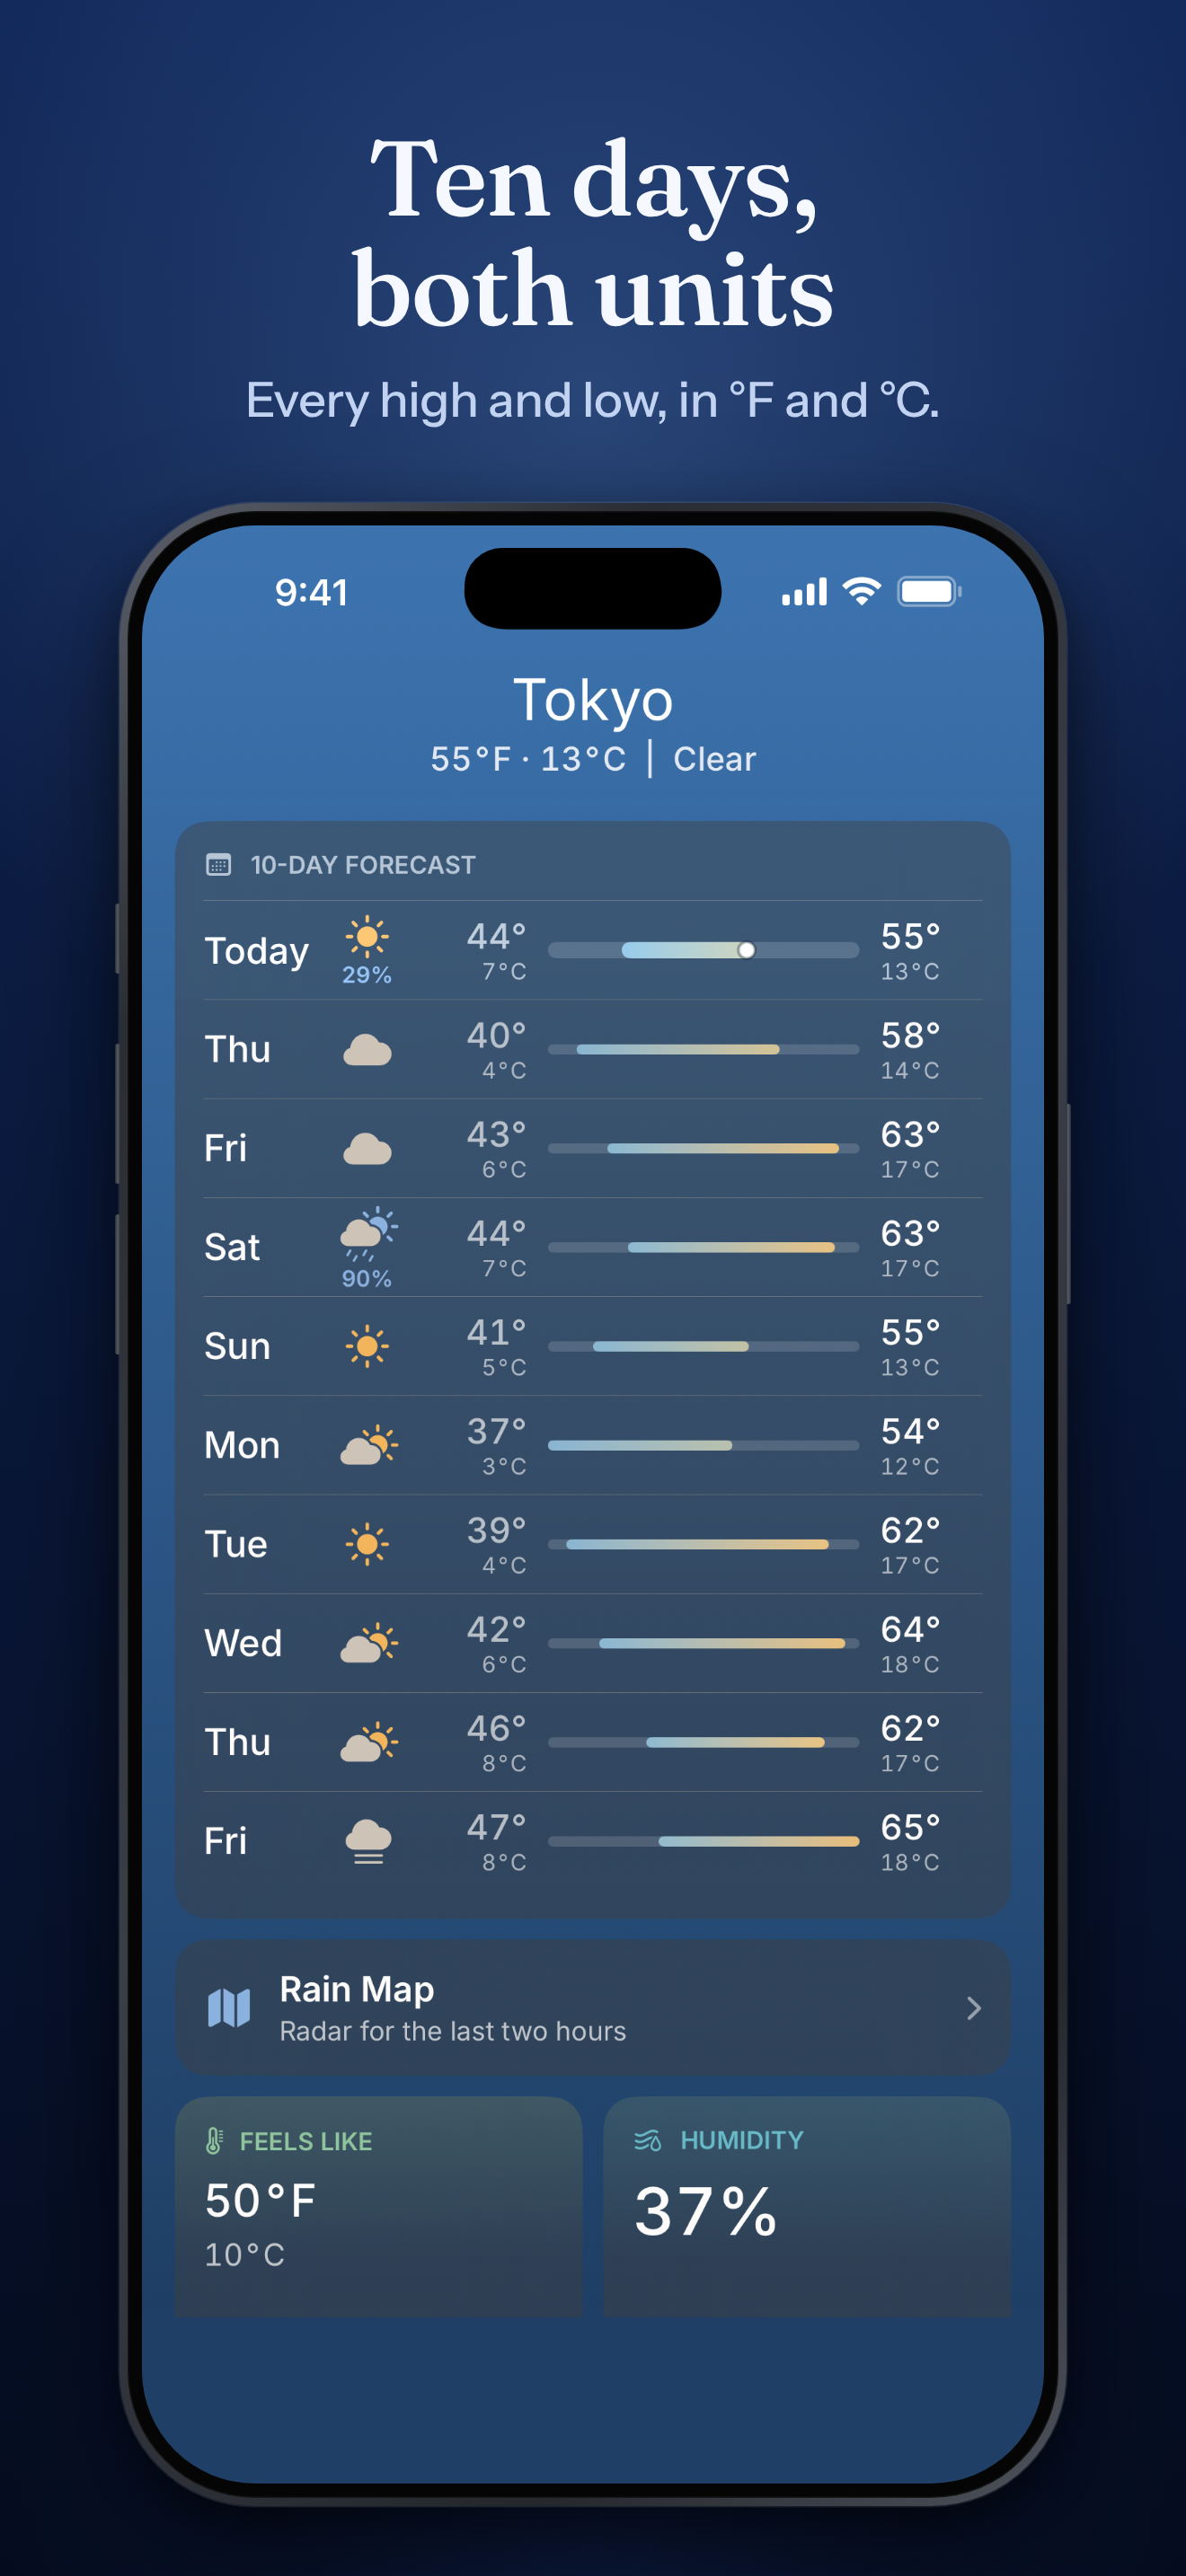 Ten days,
both units
Every high and low, in °F and °C.
9:41
Tokyo
55°F · 13°C | Clear
10-DAY FORECAST
Today 29% 44° 7°C 55° 13°C
Thu 40° 4°C 58° 14°C
Fri 43° 6°C 63° 17°C
Sat 90% 44° 7°C 63° 17°C
Sun 41° 5°C 55° 13°C
Mon 37° 3°C 54° 12°C
Tue 39° 4°C 62° 17°C
Wed 42° 6°C 64° 18°C
Thu 46° 8°C 62° 17°C
Fri 47° 8°C 65° 18°C
Rain Map
Radar for the last two hours
FEELS LIKE
50°F
10°C
HUMIDITY
37%